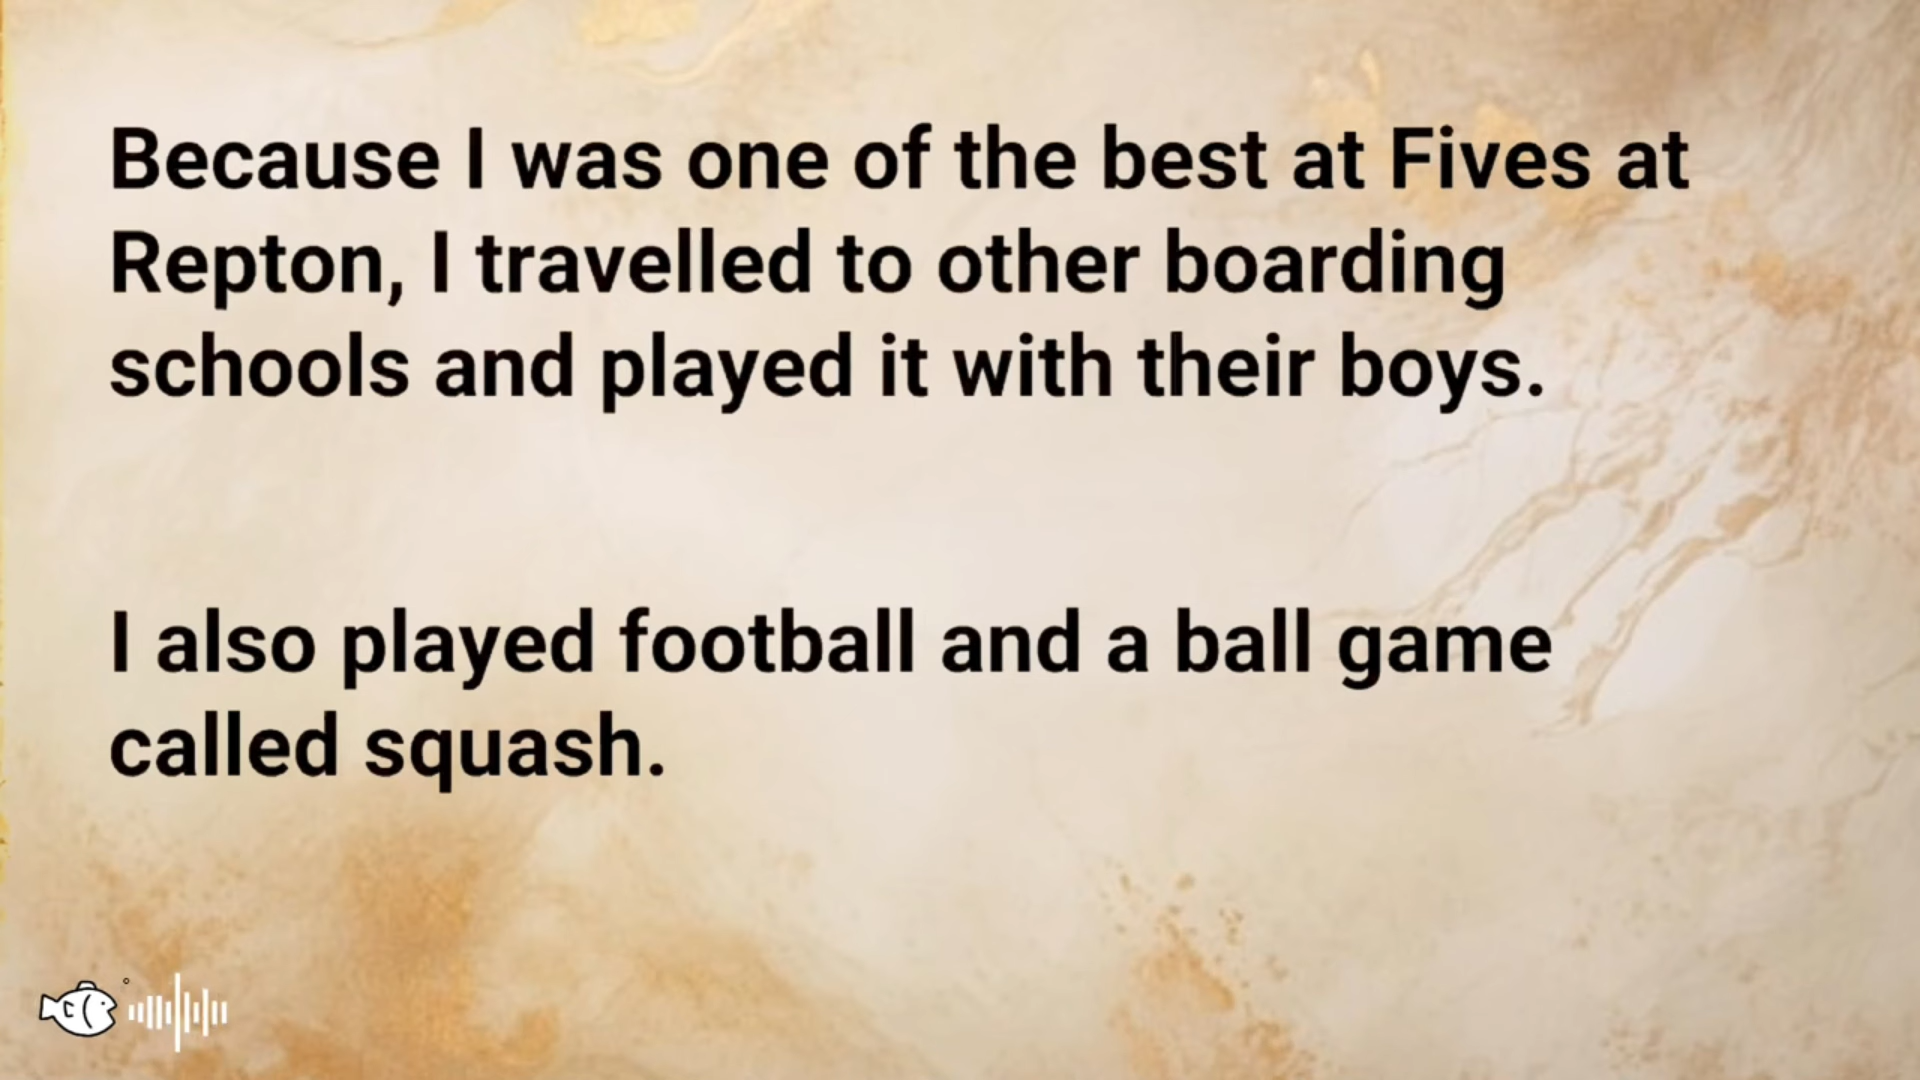 Because I was one of the best at Fives at
Repton, I travelled to other boarding
schools and played it with their boys.
I also played football and a ball game
called squash.